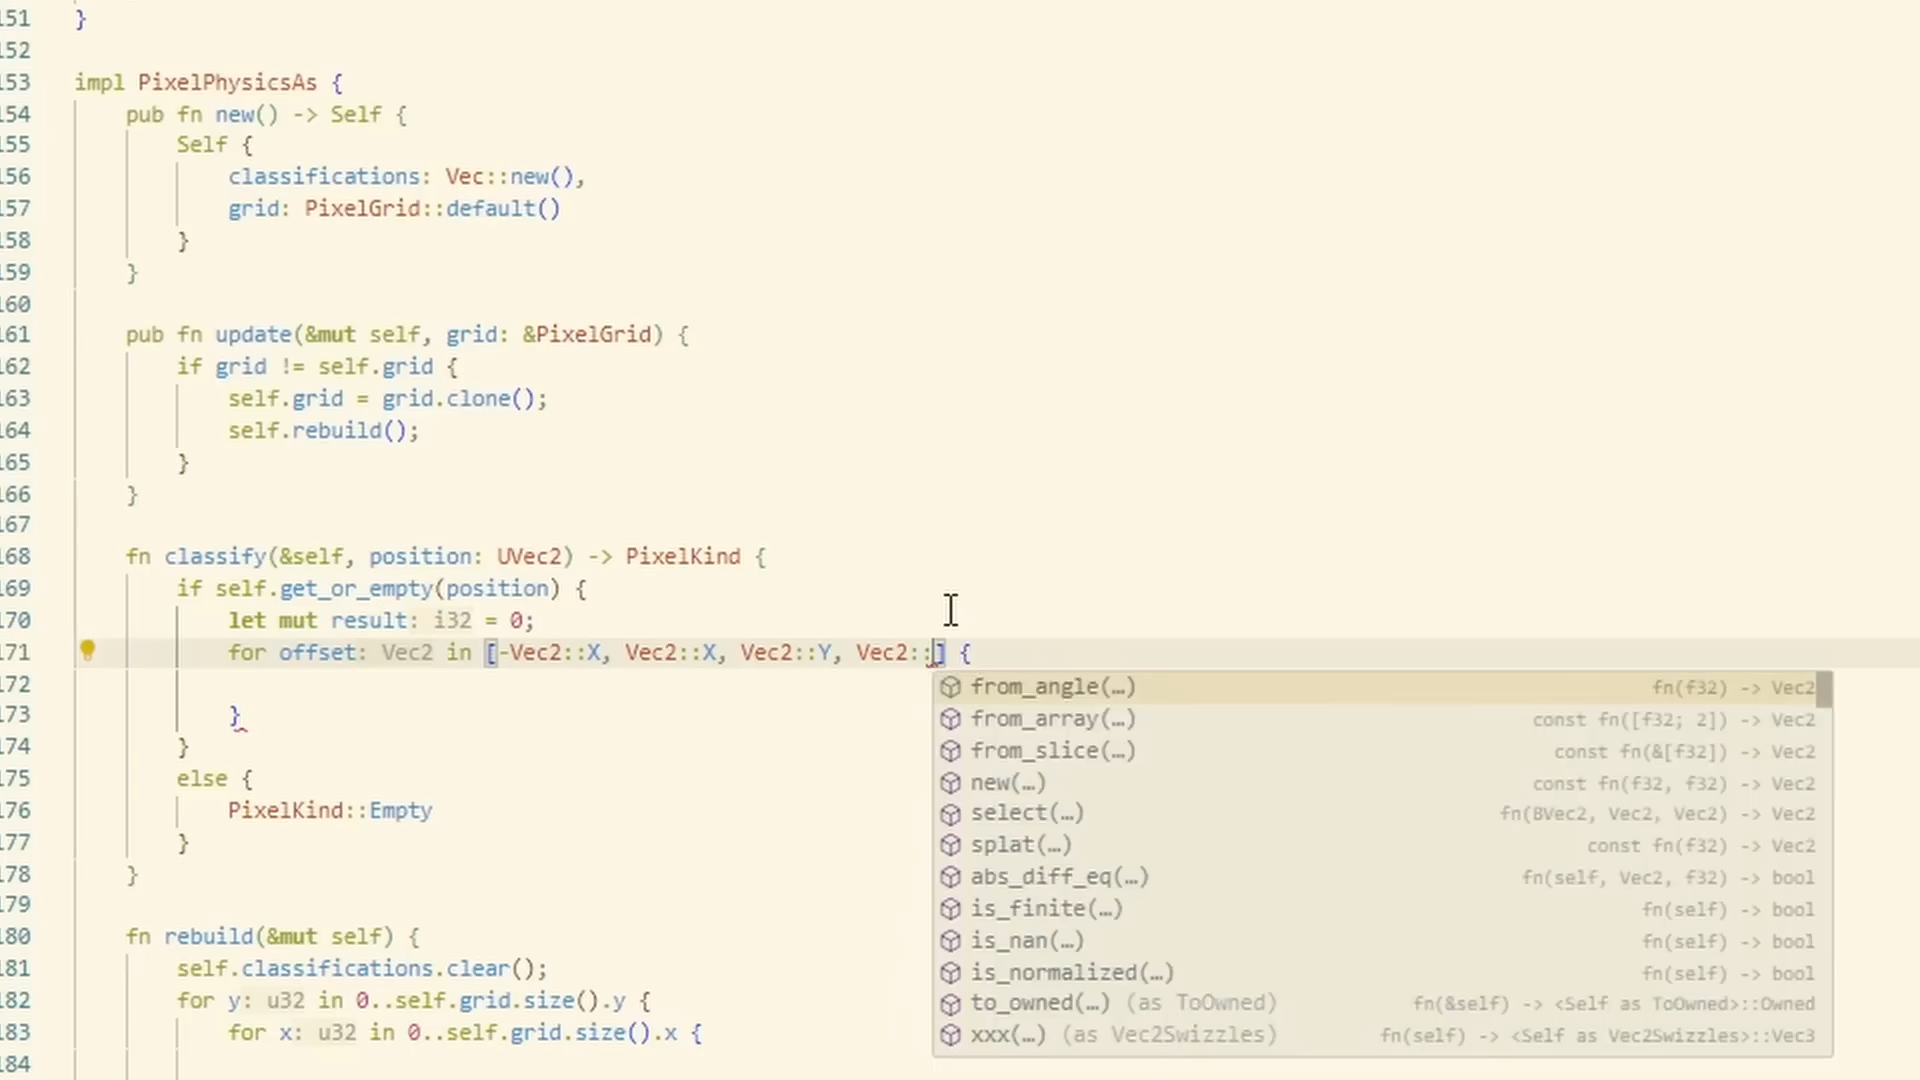 151 }
152
153 impl PixelPhysicsAs {
154 pub fn new() -> Self {
155 Self {
156 classifications: Vec::new(),
157 grid: PixelGrid::default()
158 }
159 }
160
161 pub fn update(&mut self, grid: &PixelGrid) {
162 if grid != self.grid {
163 self.grid = grid.clone();
164 self.rebuild();
165 }
166 }
167
168 fn classify(&self, position: UVec2) -> PixelKind {
169 if self.get_or_empty(position) {
170 let mut result: i32 = 0;
171 for offset: Vec2 in [-Vec2::X, Vec2::X, Vec2::Y, Vec2::] {
172
173 }
174 }
175 else {
176 PixelKind::Empty
177 }
178 }
179
180 fn rebuild(&mut self) {
181 self.classifications.clear();
182 for y: u32 in 0..self.grid.size().y {
183 for x: u32 in 0..self.grid.size().x {
184
from_angle(…) fn(f32) -> Vec2
from_array(…) const fn([f32; 2]) -> Vec2
from_slice(…) const fn(&[f32]) -> Vec2
new(…) const fn(f32, f32) -> Vec2
select(…) fn(BVec2, Vec2, Vec2) -> Vec2
splat(…) const fn(f32) -> Vec2
abs_diff_eq(…) fn(self, Vec2, f32) -> bool
is_finite(…) fn(self) -> bool
is_nan(…) fn(self) -> bool
is_normalized(…) fn(self) -> bool
to_owned(…) (as ToOwned) fn(&self) -> <Self as ToOwned>::Owned
xxx(…) (as Vec2Swizzles) fn(self) -> <Self as Vec2Swizzles>::Vec3